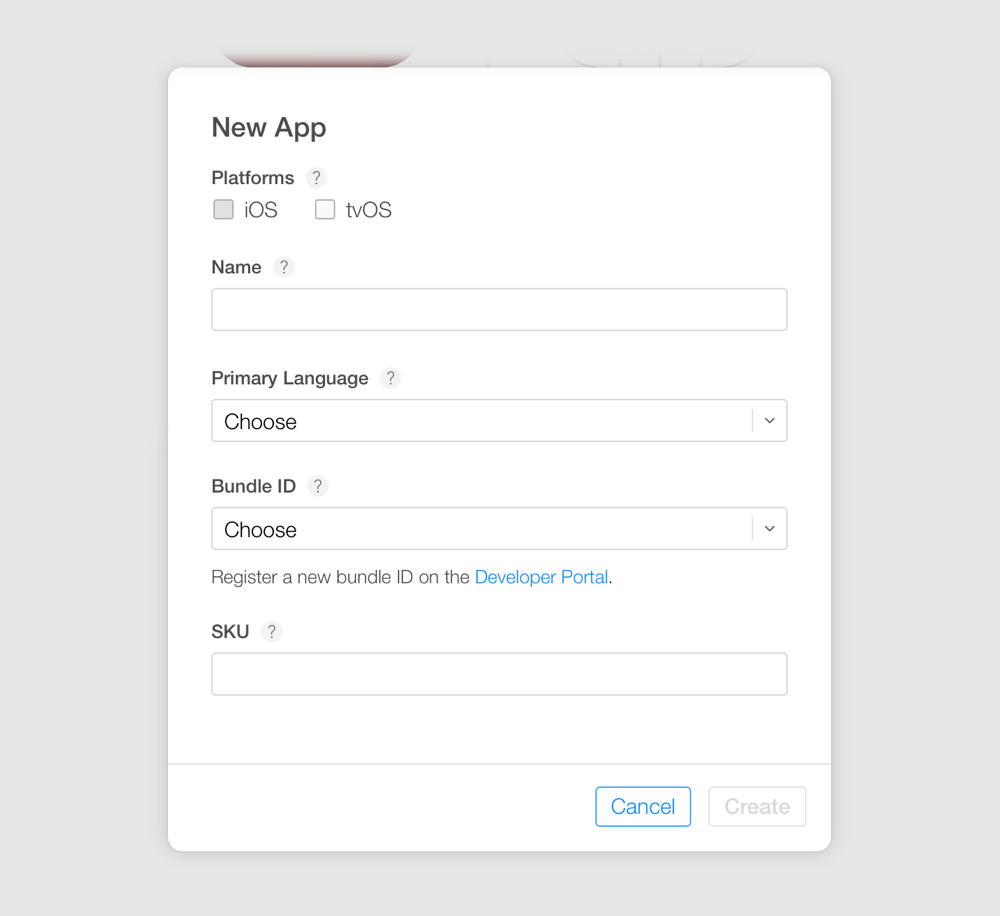 New App
Platforms ?
iOS tvOS
Name ?
Primary Language ?
Choose
Bundle ID ?
Choose
Register a new bundle ID on the Developer Portal.
SKU ?
Cancel Create